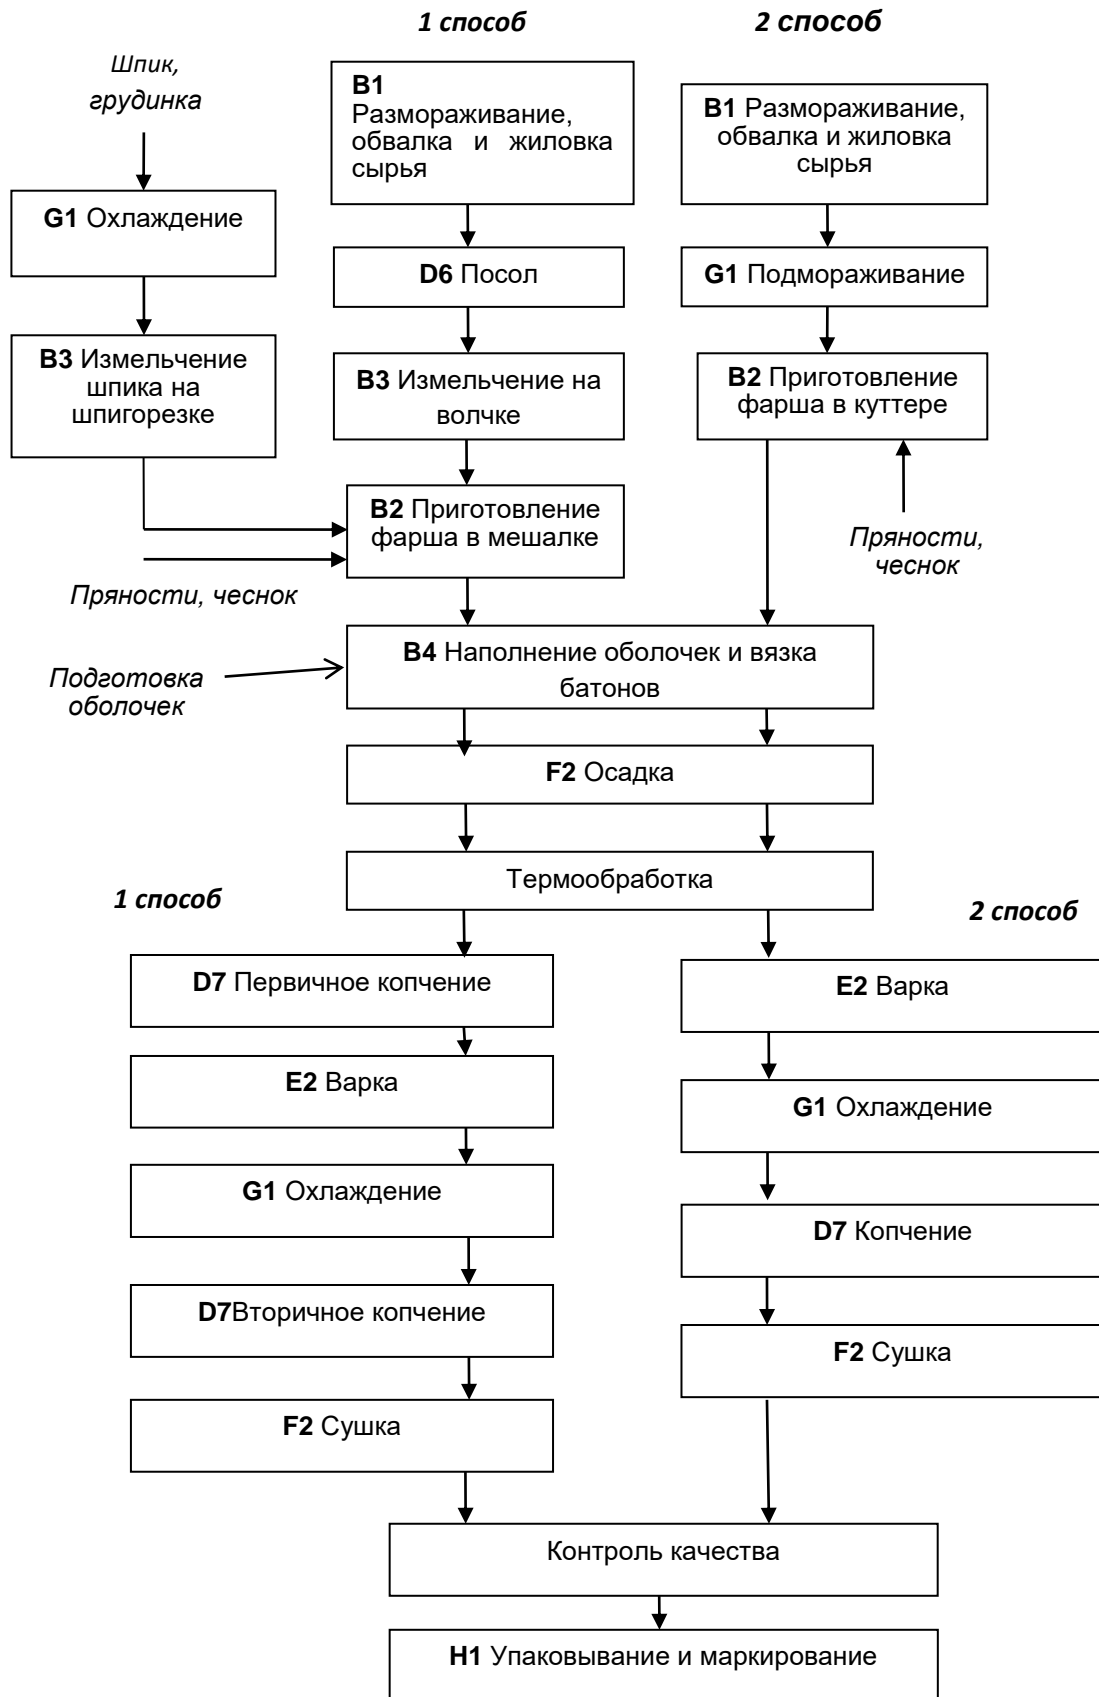 1 способ
2 способ
Шпик,
грудинка
B1
Размораживание,
обвалка и жиловка
сырья
B1 Размораживание,
обвалка и жиловка
сырья
G1 Охлаждение
D6 Посол
G1 Подмораживание
B3 Измельчение
шпика на
шпигорезке
B3 Измельчение на
волчке
B2 Приготовление
фарша в куттере
B2 Приготовление
фарша в мешалке
Пряности,
чеснок
Пряности, чеснок
B4 Наполнение оболочек и вязка
батонов
Подготовка
оболочек
F2 Осадка
Термообработка
1 способ
2 способ
D7 Первичное копчение
E2 Варка
E2 Варка
G1 Охлаждение
G1 Охлаждение
D7 Копчение
D7Вторичное копчение
F2 Сушка
F2 Сушка
Контроль качества
H1 Упаковывание и маркирование